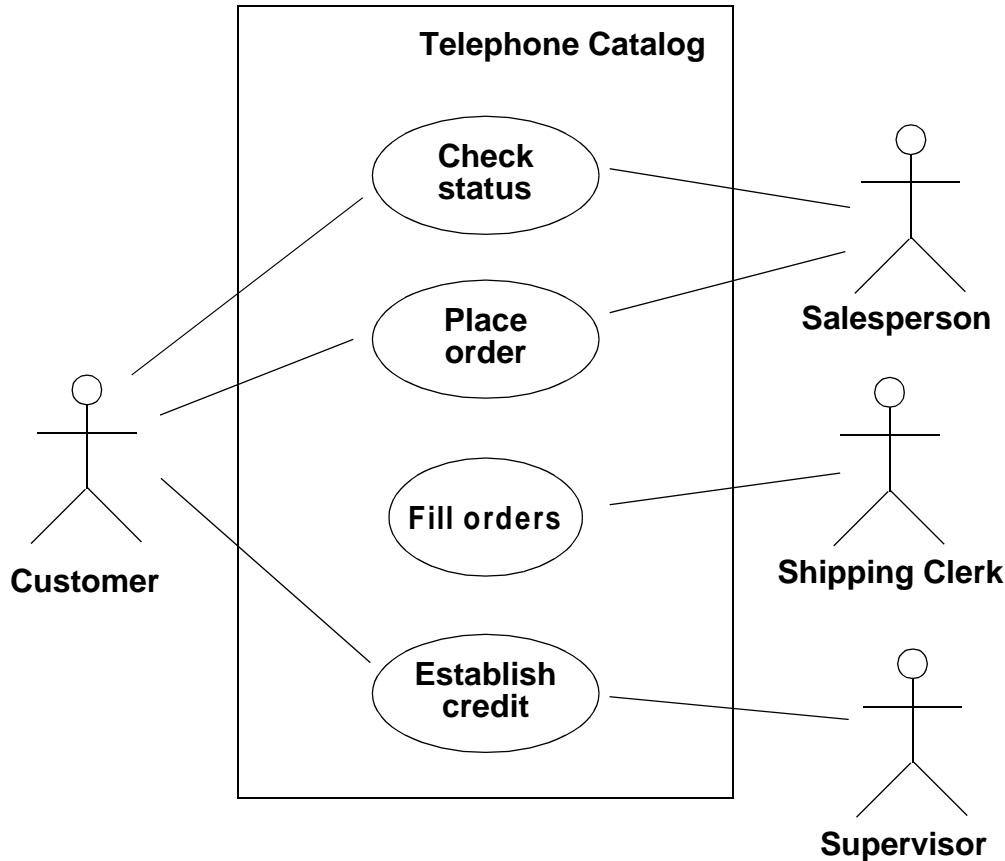 Telephone Catalog
Check
status
Place
order
Salesperson
Fill orders
Customer
Shipping Clerk
Establish
credit
Supervisor